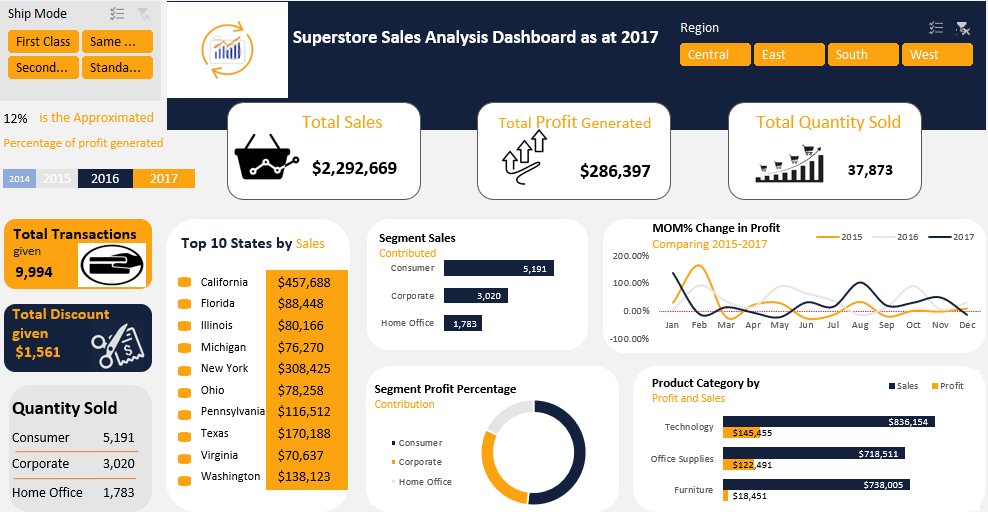 Ship Mode
First Class
Same ...
Second...
Standa...
12% is the Approximated
Percentage of profit generated
2014
2015
2016
2017
Superstore Sales Analysis Dashboard as at 2017
Region
Central
East
South
West
Total Sales
$2,292,669
Total Profit Generated
$286,397
Total Quantity Sold
37,873
Total Transactions
given
9,994
Total Discount
given
$1,561
Quantity Sold
Consumer 5,191
Corporate 3,020
Home Office 1,783
Top 10 States by Sales
California $457,688
Florida $88,448
Illinois $80,166
Michigan $76,270
New York $308,425
Ohio $78,258
Pennsylvania $116,512
Texas $170,188
Virginia $70,637
Washington $138,123
Segment Sales
Contributed
Consumer 5,191
Corporate 3,020
Home Office 1,783
MOM% Change in Profit
Comparing 2015-2017
2015
2016
2017
200.00%
100.00%
0.00%
-100.00%
Jan Feb Mar Apr May Jun Jul Aug Sep Oct Nov Dec
Segment Profit Percentage
Contribution
Consumer
Corporate
Home Office
Product Category by
Profit and Sales
Sales
Profit
Technology
$836,154
$145,455
Office Supplies
$718,511
$122,491
Furniture
$738,005
$18,451